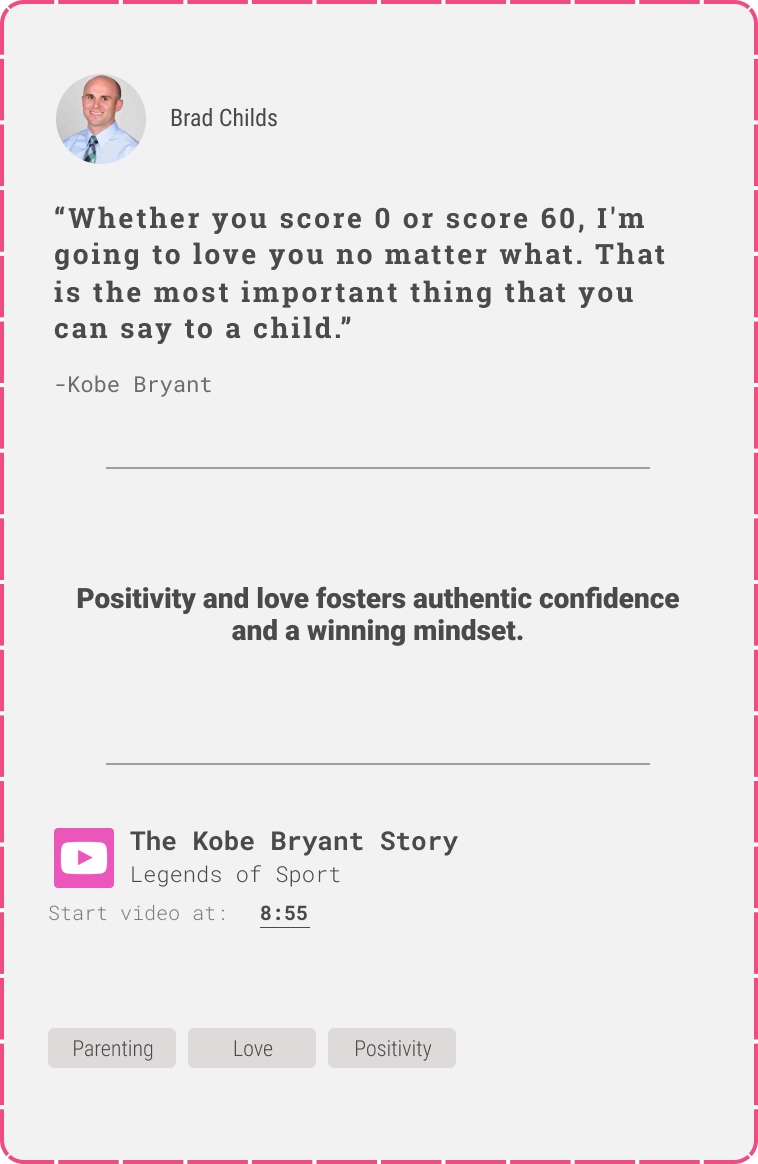 Brad Childs
“Whether you score 0 or score 60, I'm
going to love you no matter what. That
is the most important thing that you
can say to a child.”
-Kobe Bryant
Positivity and love fosters authentic confidence
and a winning mindset.
The Kobe Bryant Story
Legends of Sport
Start video at: 8:55
Parenting Love Positivity